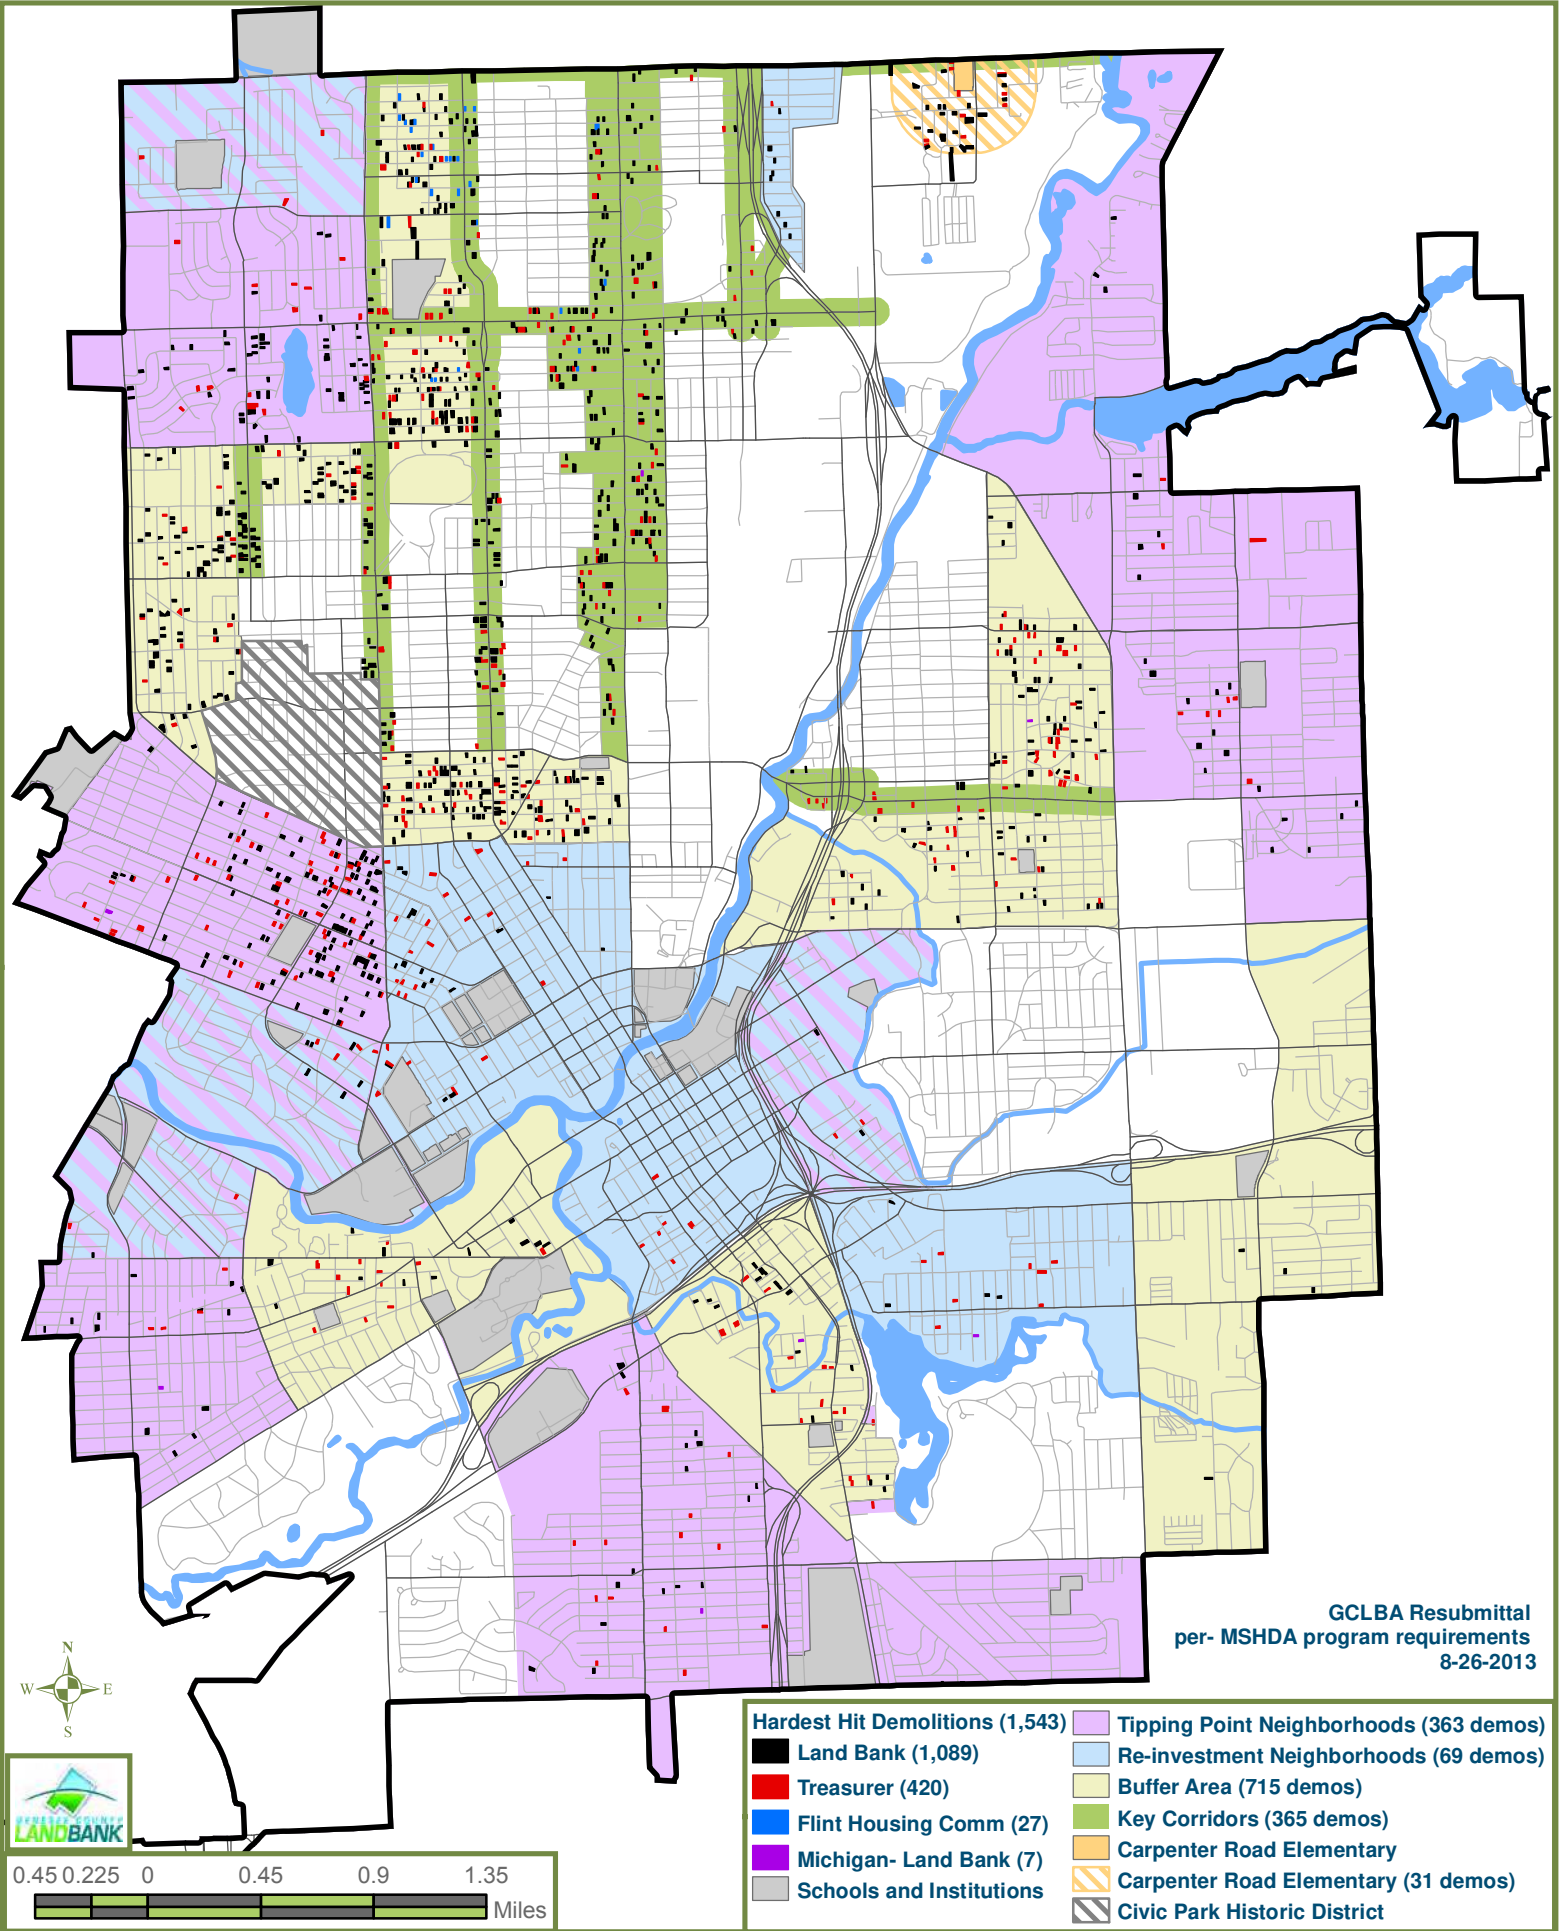 GCLBA Resubmittal
per- MSHDA program requirements
8-26-2013
N
W E
S
GENESEE COUNTY
LANDBANK
0.45 0.225 0 0.45 0.9 1.35
Miles
Hardest Hit Demolitions (1,543)
Land Bank (1,089)
Treasurer (420)
Flint Housing Comm (27)
Michigan- Land Bank (7)
Schools and Institutions
Tipping Point Neighborhoods (363 demos)
Re-investment Neighborhoods (69 demos)
Buffer Area (715 demos)
Key Corridors (365 demos)
Carpenter Road Elementary
Carpenter Road Elementary (31 demos)
Civic Park Historic District